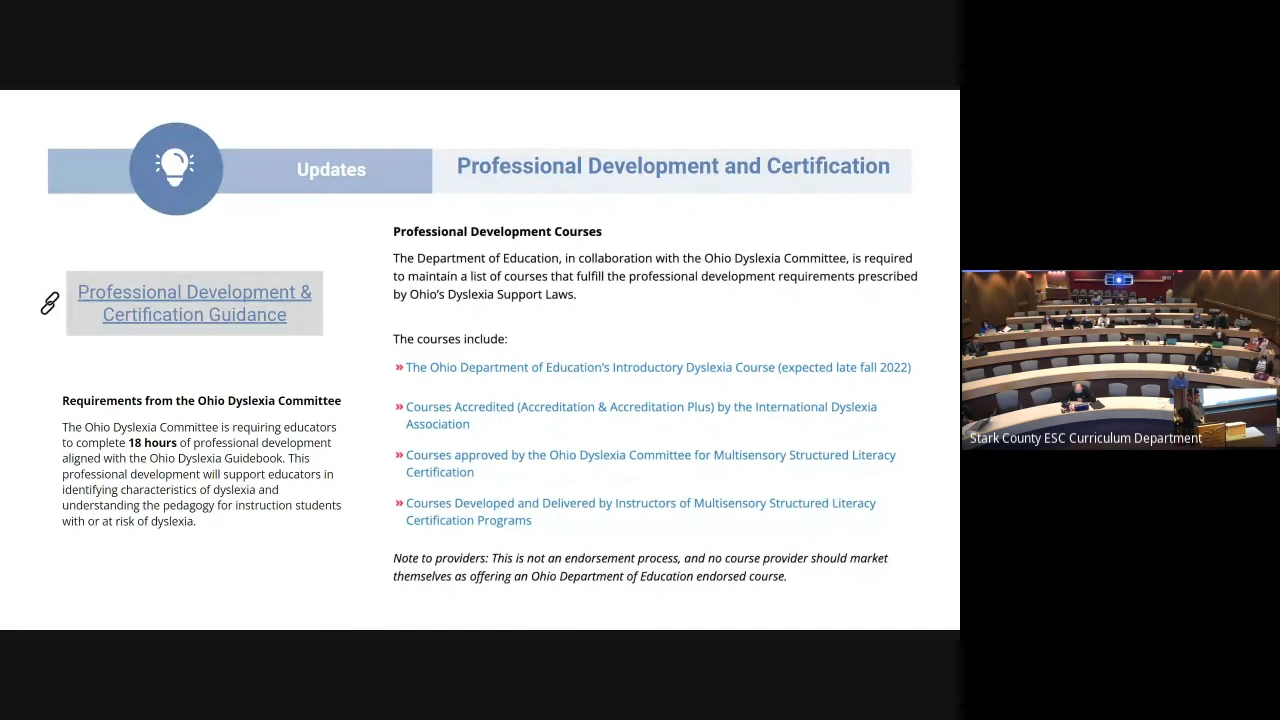 Updates
Professional Development and Certification
Professional Development &
Certification Guidance
Requirements from the Ohio Dyslexia Committee
The Ohio Dyslexia Committee is requiring educators
to complete 18 hours of professional development
aligned with the Ohio Dyslexia Guidebook. This
professional development will support educators in
identifying characteristics of dyslexia and
understanding the pedagogy for instruction students
with or at risk of dyslexia.
Professional Development Courses
The Department of Education, in collaboration with the Ohio Dyslexia Committee, is required
to maintain a list of courses that fulfill the professional development requirements prescribed
by Ohio's Dyslexia Support Laws.
The courses include:
» The Ohio Department of Education's Introductory Dyslexia Course (expected late fall 2022)
» Courses Accredited (Accreditation & Accreditation Plus) by the International Dyslexia
Association
» Courses approved by the Ohio Dyslexia Committee for Multisensory Structured Literacy
Certification
» Courses Developed and Delivered by Instructors of Multisensory Structured Literacy
Certification Programs
Note to providers: This is not an endorsement process, and no course provider should market
themselves as offering an Ohio Department of Education endorsed course.
Stark County ESC Curriculum Department